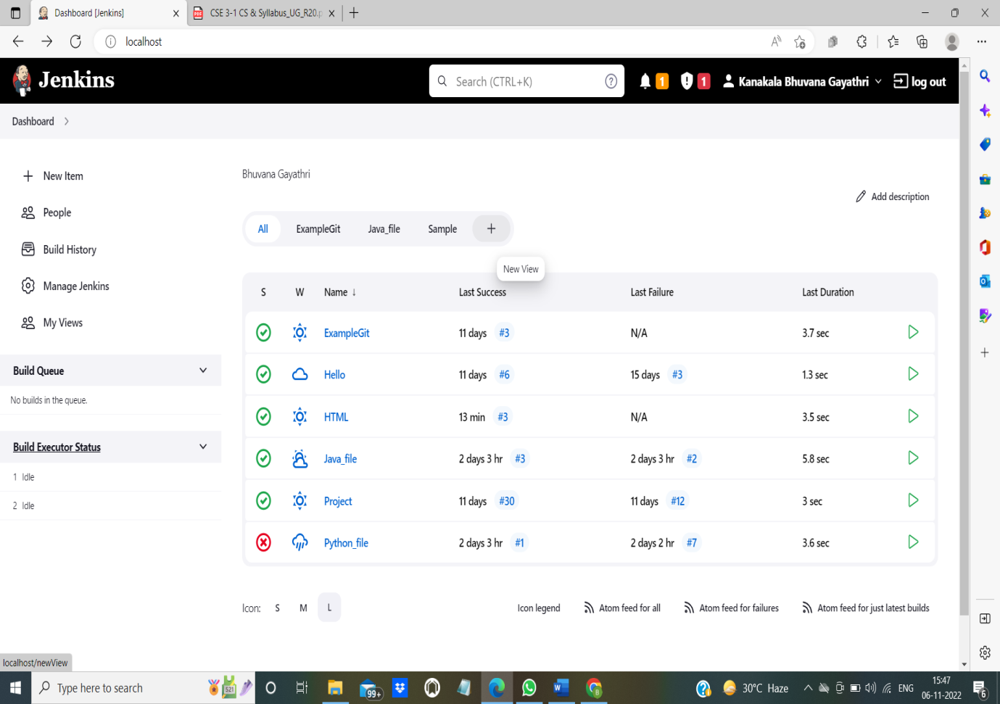 Dashboard [Jenkins]
CSE 3-1 CS & Syllabus_UG_R20.p
localhost
Jenkins
Search (CTRL+K)
1
1
Kanakala Bhuvana Gayathri
log out
Dashboard
New Item
People
Build History
Manage Jenkins
My Views
Build Queue
No builds in the queue.
Build Executor Status
1 Idle
2 Idle
Bhuvana Gayathri
Add description
All ExampleGit Java_file Sample +
New View
S W Name ↓ Last Success Last Failure Last Duration
ExampleGit 11 days #3 N/A 3.7 sec
Hello 11 days #6 15 days #3 1.3 sec
HTML 13 min #3 N/A 3.5 sec
Java_file 2 days 3 hr #3 2 days 3 hr #2 5.8 sec
Project 11 days #30 11 days #12 3 sec
Python_file 2 days 3 hr #1 2 days 2 hr #7 3.6 sec
Icon: S M L
Icon legend Atom feed for all Atom feed for failures Atom feed for just latest builds
localhost/newView
Type here to search
521
99+
30°C Haze
ENG
15:47
06-11-2022
6